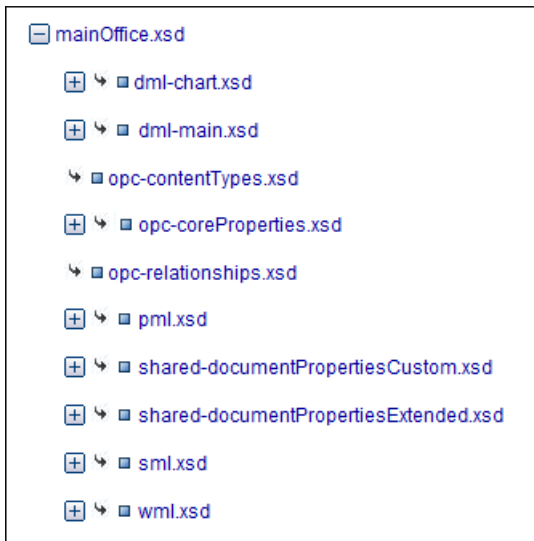 mainOffice.xsd
dml-chart.xsd
dml-main.xsd
opc-contentTypes.xsd
opc-coreProperties.xsd
opc-relationships.xsd
pml.xsd
shared-documentPropertiesCustom.xsd
shared-documentPropertiesExtended.xsd
sml.xsd
wml.xsd